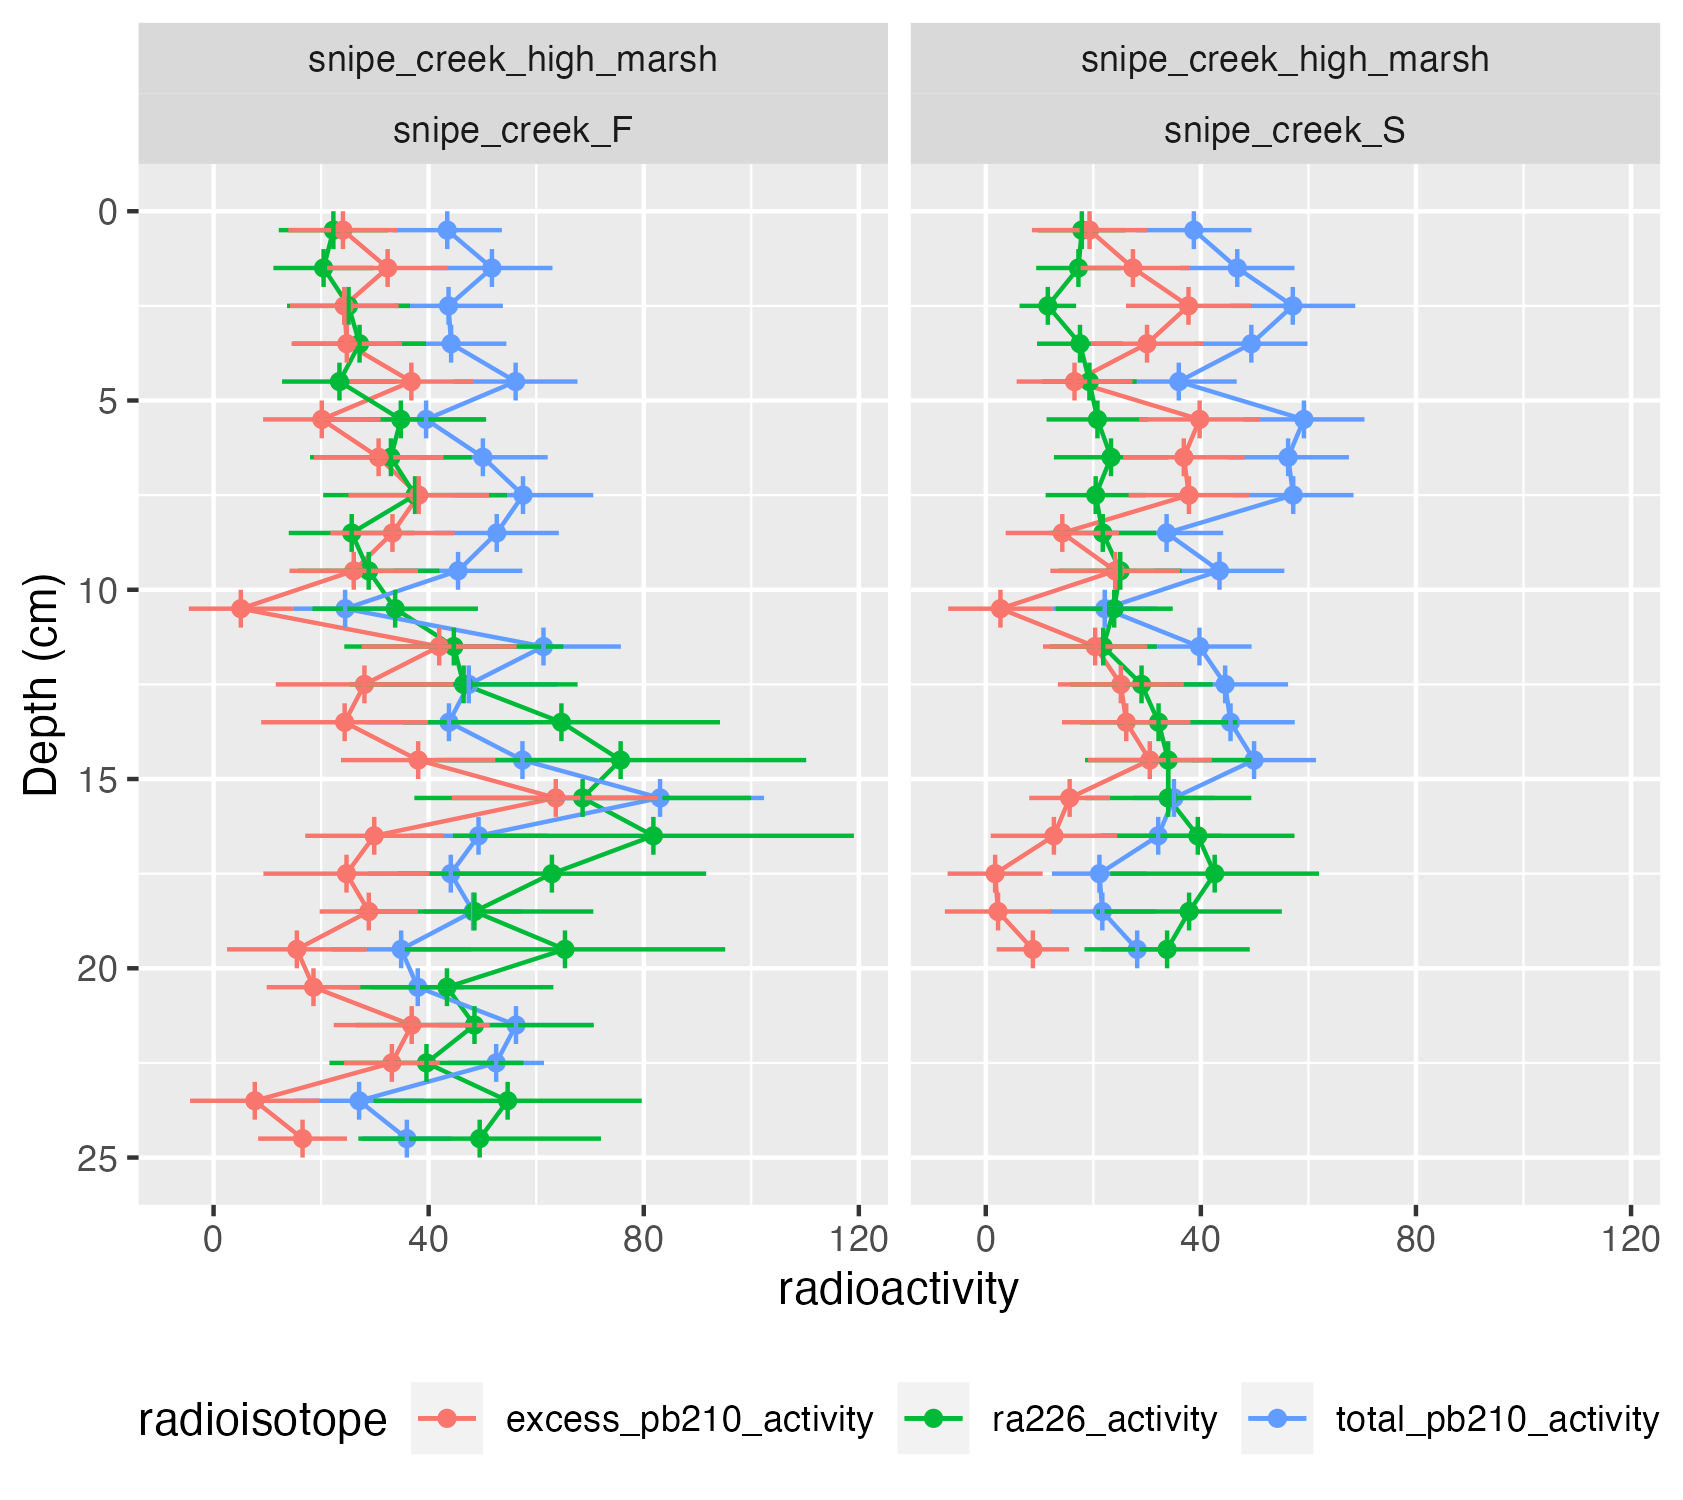 snipe_creek_high_marsh snipe_creek_high_marsh
snipe_creek_F snipe_creek_S
0
5
10
15
20
25
Depth (cm)
0 40 80 120 0 40 80 120
radioactivity
radioisotope excess_pb210_activity ra226_activity total_pb210_activity